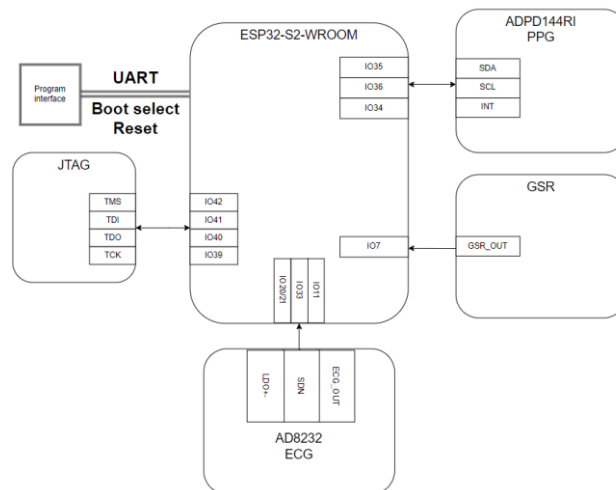 ESP32-S2-WROOM
ADPD144RI
PPG
Program
interface
UART
Boot select
Reset
IO35
IO36
IO34
SDA
SCL
INT
JTAG
TMS
TDI
TDO
TCK
IO42
IO41
IO40
IO39
GSR
IO7
GSR_OUT
IO20/21
IO33
IO11
LDO+-
SDN
ECG_OUT
AD8232
ECG